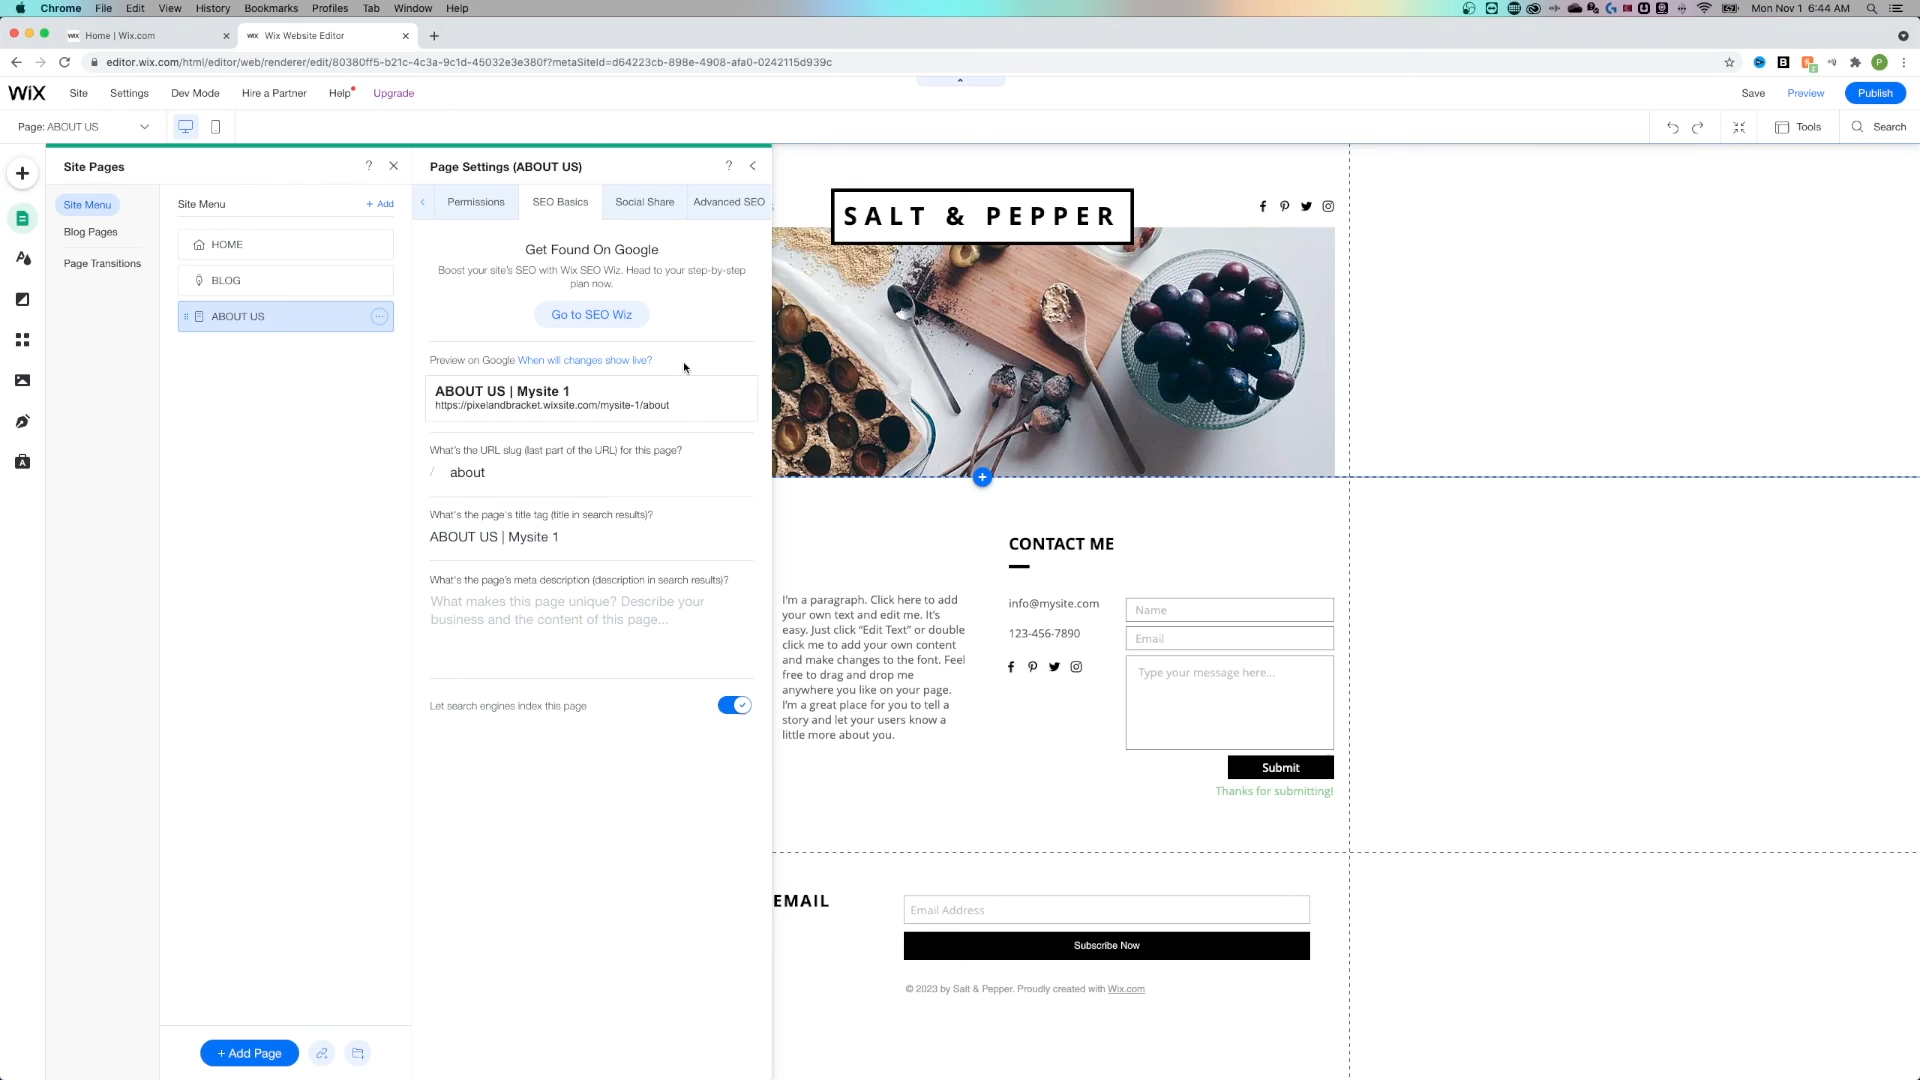 Chrome File Edit View History Bookmarks Profiles Tab Window Help
Mon Nov 1 6:44 AM
Home | Wix.com
Wix Website Editor
editor.wix.com/html/editor/web/renderer/edit/80380ff5-b21c-4c3a-9c1d-45032e3e380f?metaSiteId=d64223cb-898e-4908-afa0-0242115d939c
WiX Site Settings Dev Mode Hire a Partner Help Upgrade
Save Preview Publish
Page: ABOUT US
Tools Search
Site Pages
?
Site Menu
Blog Pages
Page Transitions
Site Menu
+ Add
HOME
BLOG
ABOUT US
+ Add Page
Page Settings (ABOUT US)
?
Permissions SEO Basics Social Share Advanced SEO
Get Found On Google
Boost your site's SEO with Wix SEO Wiz. Head to your step-by-step
plan now.
Go to SEO Wiz
Preview on Google When will changes show live?
ABOUT US | Mysite 1
https://pixelandbracket.wixsite.com/mysite-1/about
What's the URL slug (last part of the URL) for this page?
/ about
What's the page's title tag (title in search results)?
ABOUT US | Mysite 1
What's the page's meta description (description in search results)?
What makes this page unique? Describe your
business and the content of this page...
Let search engines index this page
SALT & PEPPER
I'm a paragraph. Click here to add
your own text and edit me. It's
easy. Just click “Edit Text” or double
click me to add your own content
and make changes to the font. Feel
free to drag and drop me
anywhere you like on your page.
I'm a great place for you to tell a
story and let your users know a
little more about you.
CONTACT ME
info@mysite.com
123-456-7890
Name
Email
Type your message here...
Submit
Thanks for submitting!
EMAIL
Email Address
Subscribe Now
© 2023 by Salt & Pepper. Proudly created with Wix.com